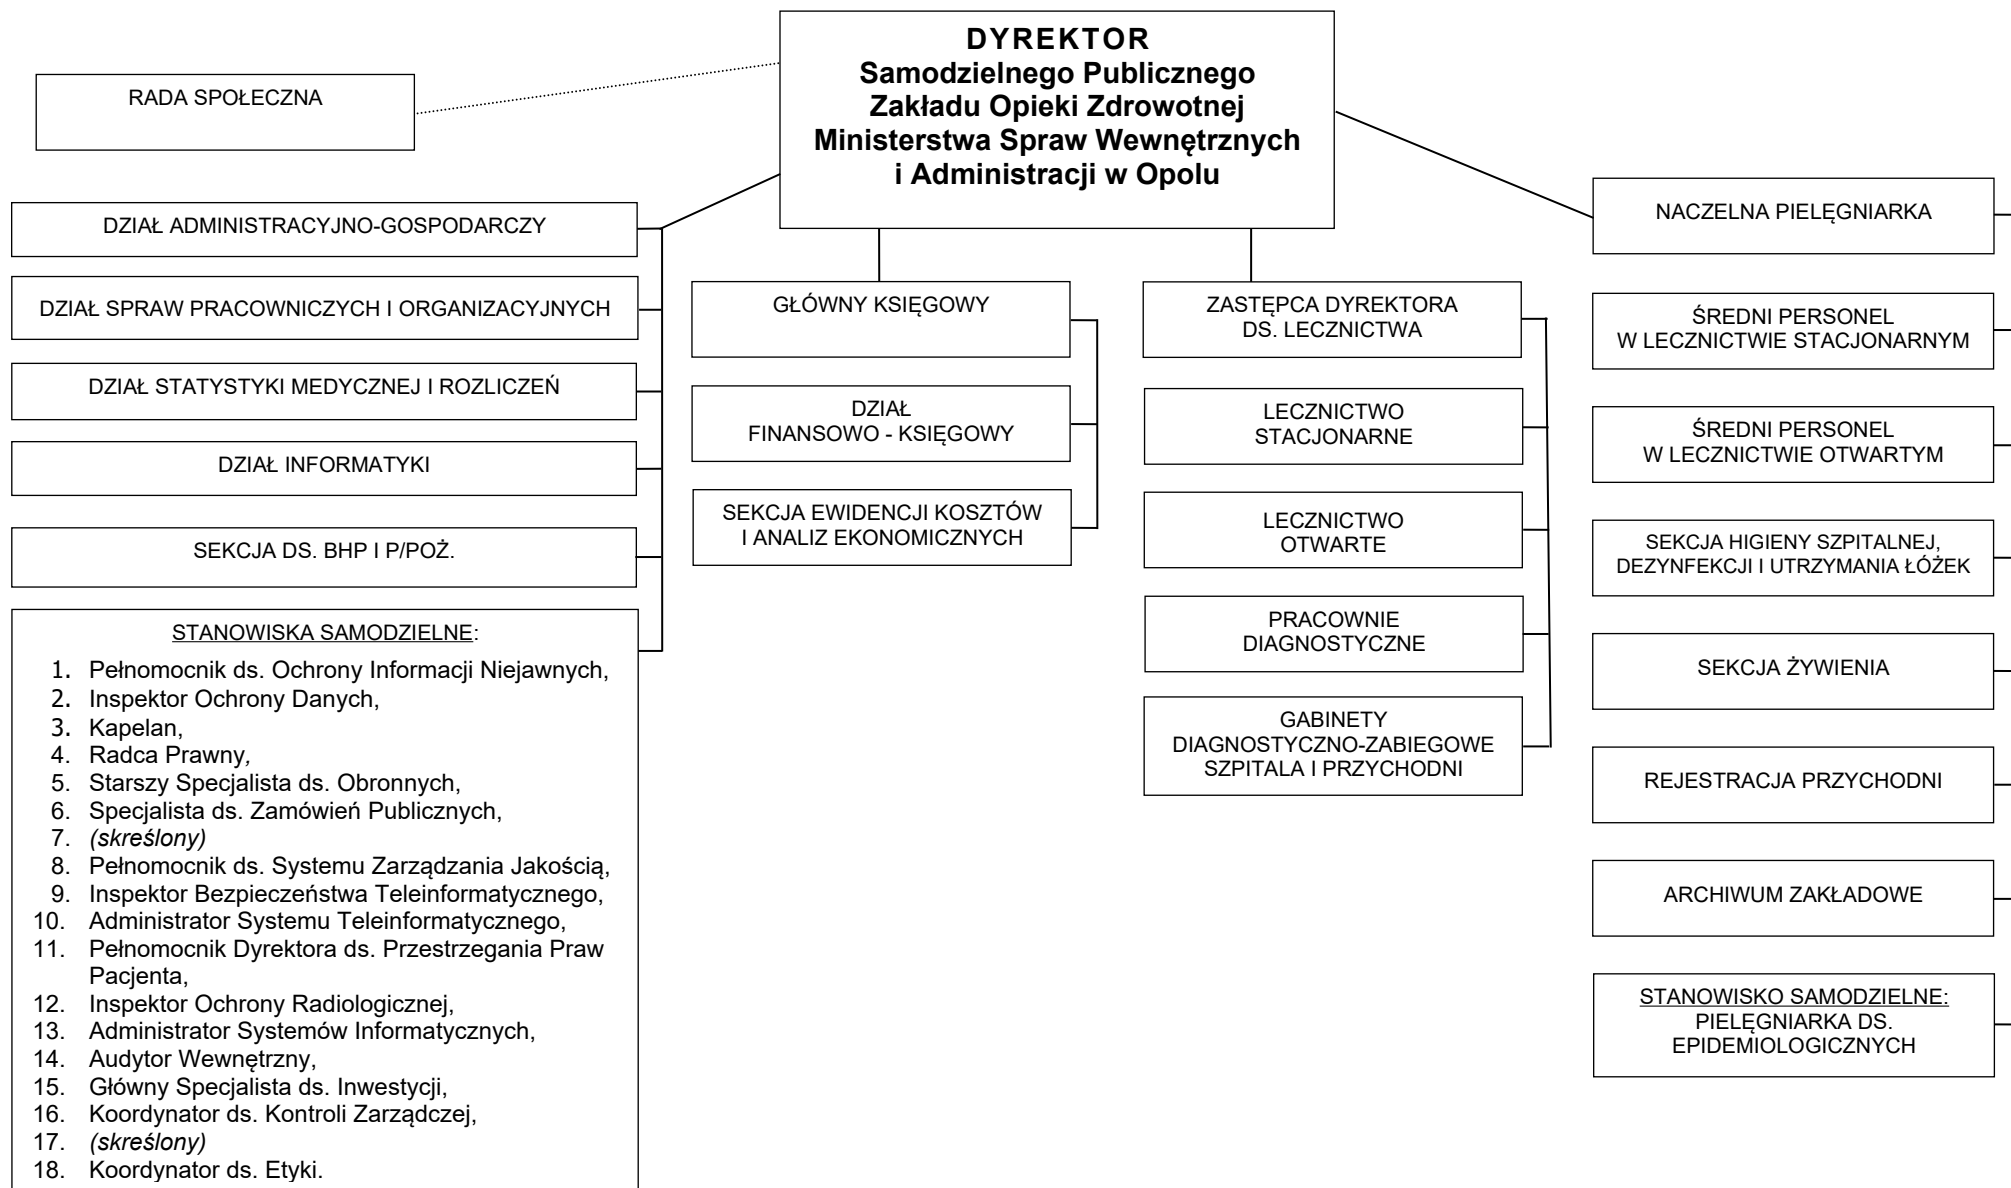 DYREKTOR
Samodzielnego Publicznego
Zakładu Opieki Zdrowotnej
Ministerstwa Spraw Wewnętrznych
i Administracji w Opolu
RADA SPOŁECZNA
DZIAŁ ADMINISTRACYJNO-GOSPODARCZY
DZIAŁ SPRAW PRACOWNICZYCH I ORGANIZACYJNYCH
DZIAŁ STATYSTYKI MEDYCZNEJ I ROZLICZEŃ
DZIAŁ INFORMATYKI
SEKCJA DS. BHP I P/POŻ.
STANOWISKA SAMODZIELNE:
1. Pełnomocnik ds. Ochrony Informacji Niejawnych,
2. Inspektor Ochrony Danych,
3. Kapelan,
4. Radca Prawny,
5. Starszy Specjalista ds. Obronnych,
6. Specjalista ds. Zamówień Publicznych,
7. (skreślony)
8. Pełnomocnik ds. Systemu Zarządzania Jakością,
9. Inspektor Bezpieczeństwa Teleinformatycznego,
10. Administrator Systemu Teleinformatycznego,
11. Pełnomocnik Dyrektora ds. Przestrzegania Praw
Pacjenta,
12. Inspektor Ochrony Radiologicznej,
13. Administrator Systemów Informatycznych,
14. Audytor Wewnętrzny,
15. Główny Specjalista ds. Inwestycji,
16. Koordynator ds. Kontroli Zarządczej,
17. (skreślony)
18. Koordynator ds. Etyki.
GŁÓWNY KSIĘGOWY
DZIAŁ
FINANSOWO - KSIĘGOWY
SEKCJA EWIDENCJI KOSZTÓW
I ANALIZ EKONOMICZNYCH
ZASTĘPCA DYREKTORA
DS. LECZNICTWA
LECZNICTWO
STACJONARNE
LECZNICTWO
OTWARTE
PRACOWNIE
DIAGNOSTYCZNE
GABINETY
DIAGNOSTYCZNO-ZABIEGOWE
SZPITALA I PRZYCHODNI
NACZELNA PIELĘGNIARKA
ŚREDNI PERSONEL
W LECZNICTWIE STACJONARNYM
ŚREDNI PERSONEL
W LECZNICTWIE OTWARTYM
SEKCJA HIGIENY SZPITALNEJ,
DEZYNFEKCJI I UTRZYMANIA ŁÓŻEK
SEKCJA ŻYWIENIA
REJESTRACJA PRZYCHODNI
ARCHIWUM ZAKŁADOWE
STANOWISKO SAMODZIELNE:
PIELĘGNIARKA DS.
EPIDEMIOLOGICZNYCH